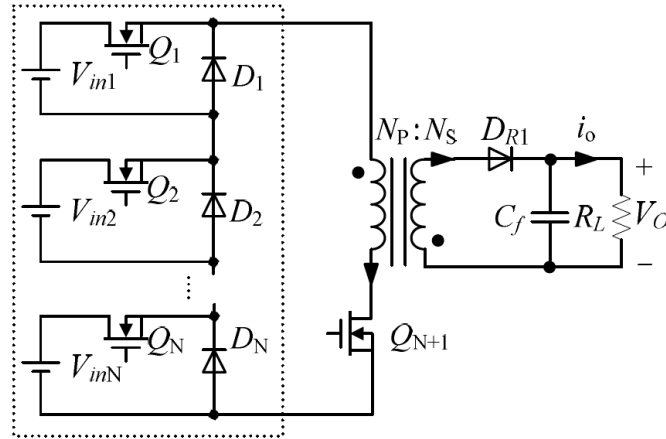 Q1
Vin1
D1
NP:NS
DR1
io
+
Q2
Vin2
D2
Cf
RL
VO
−
QN
VinN
DN
QN+1